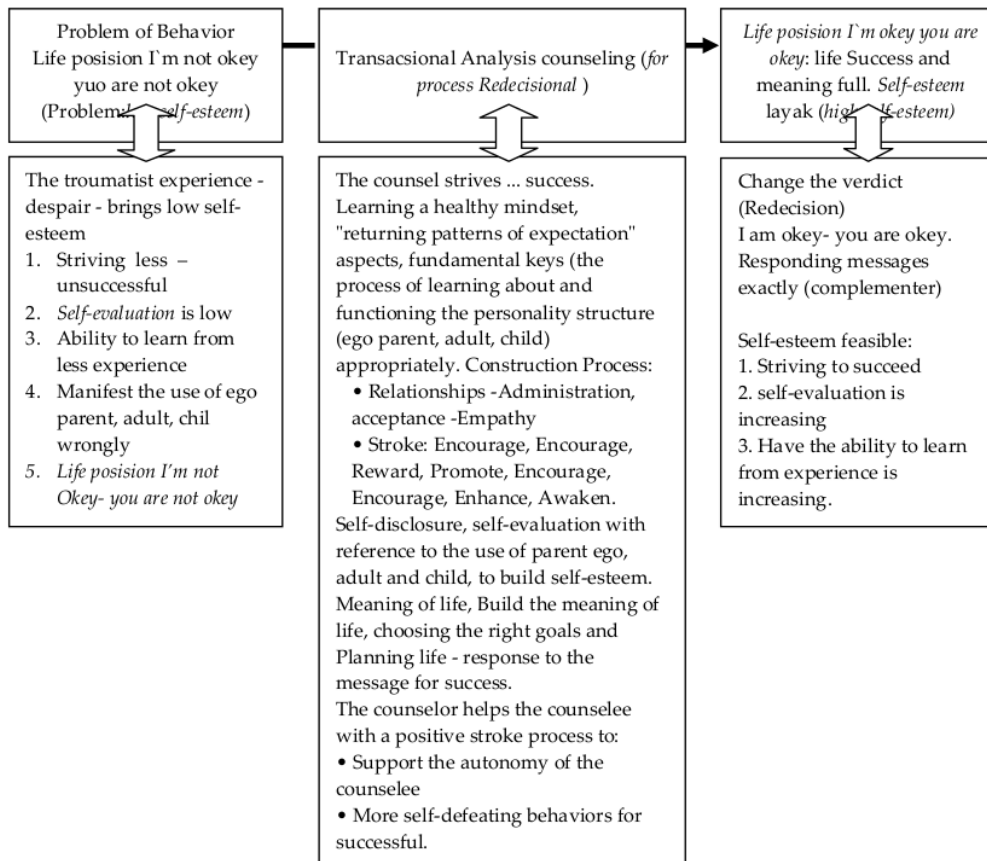 Problem of Behavior
Life posision I`m not okey
yuo are not okey
(Problem: self-esteem)
Transacsional Analysis counseling (for
process Redecisional )
Life posision I`m okey you are
okey: life Success and
meaning full. Self-esteem
layak (high self-esteem)
The troumatist experience -
despair - brings low self-
esteem
1. Striving less –
unsuccessful
2. Self-evaluation is low
3. Ability to learn from
less experience
4. Manifest the use of ego
parent, adult, chil
wrongly
5. Life posision I'm not
Okey- you are not okey
The counsel strives ... success.
Learning a healthy mindset,
"returning patterns of expectation"
aspects, fundamental keys (the
process of learning about and
functioning the personality structure
(ego parent, adult, child)
appropriately. Construction Process:
• Relationships -Administration,
acceptance -Empathy
• Stroke: Encourage, Encourage,
Reward, Promote, Encourage,
Encourage, Enhance, Awaken.
Self-disclosure, self-evaluation with
reference to the use of parent ego,
adult and child, to build self-esteem.
Meaning of life, Build the meaning of
life, choosing the right goals and
Planning life - response to the
message for success.
The counselor helps the counselee
with a positive stroke process to:
• Support the autonomy of the
counselee
• More self-defeating behaviors for
successful.
Change the verdict
(Redecision)
I am okey- you are okey.
Responding messages
exactly (complementer)
Self-esteem feasible:
1. Striving to succeed
2. self-evaluation is
increasing
3. Have the ability to learn
from experience is
increasing.